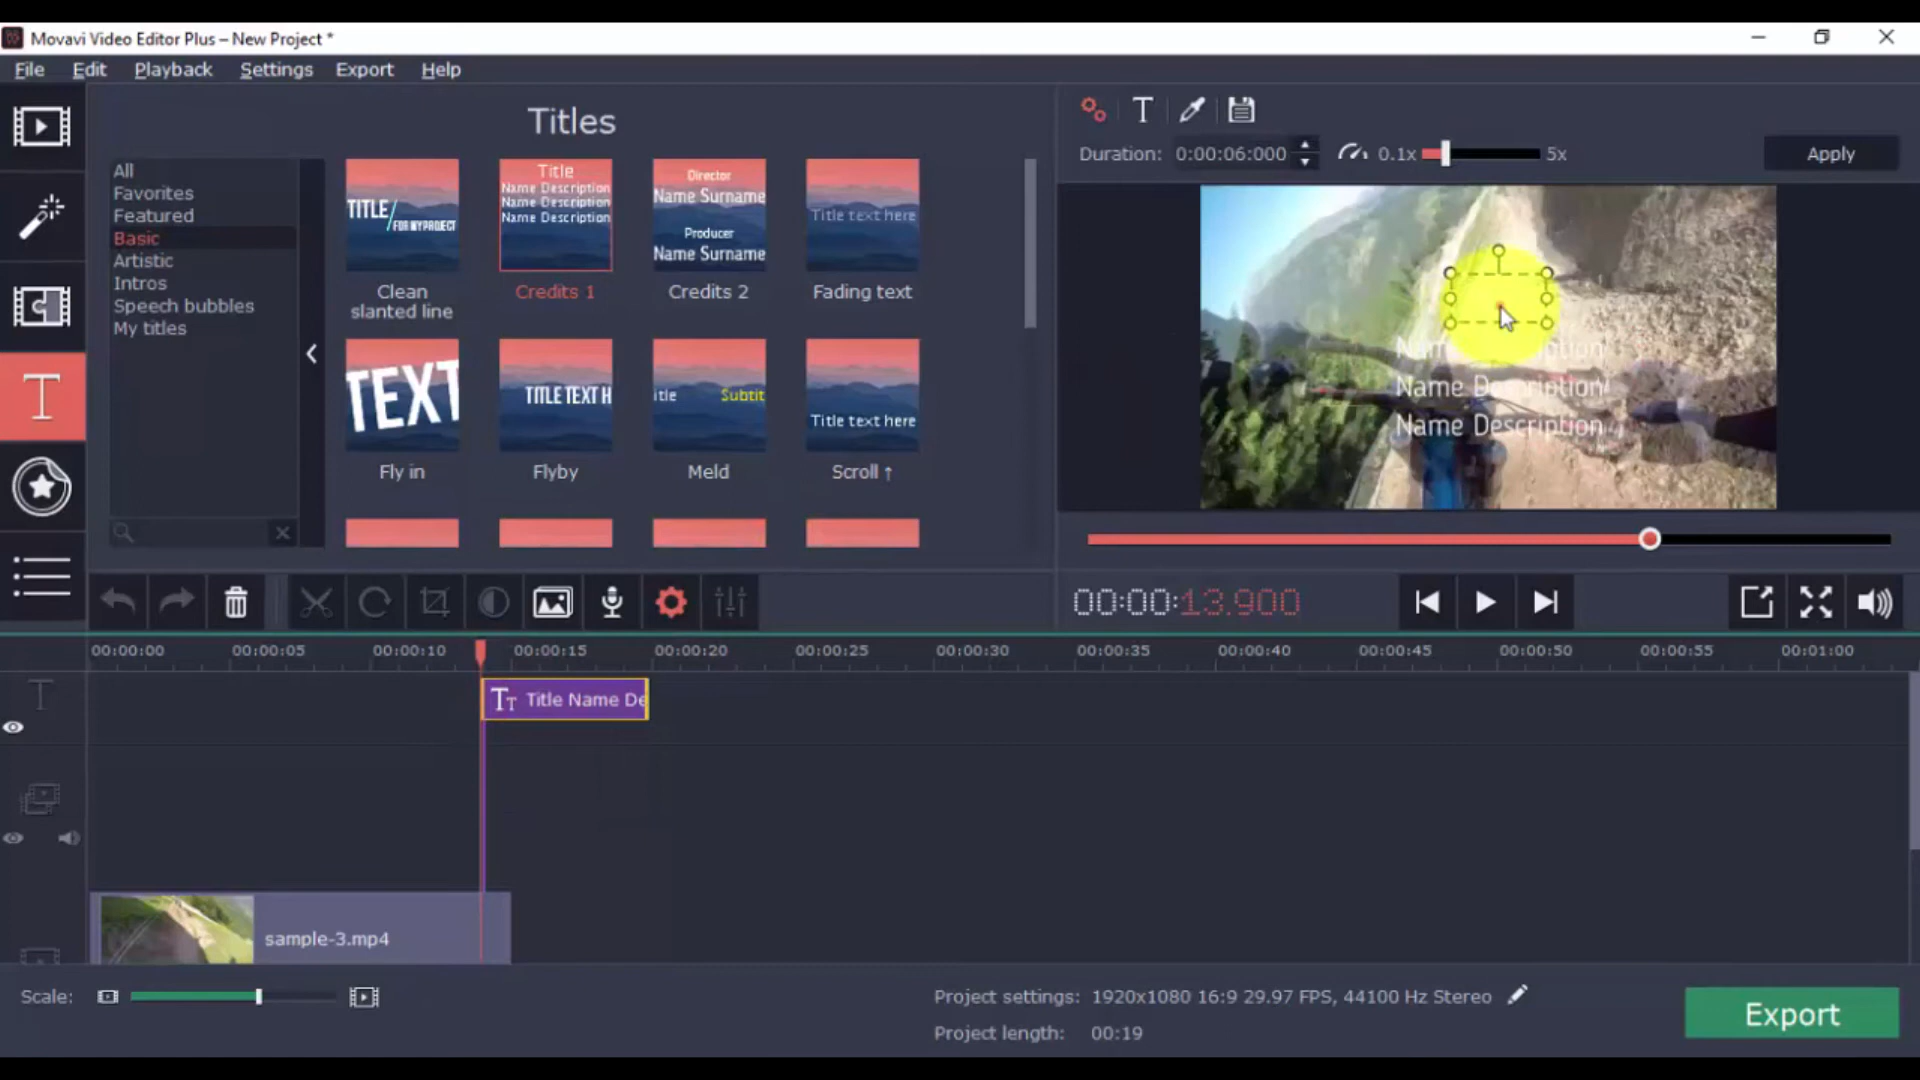 Movavi Video Editor Plus – New Project *
File Edit Playback Settings Export Help
Titles
All
Favorites
Featured
Basic
Artistic
Intros
Speech bubbles
My titles
TITLE/ FOR MY PROJECT
Clean slanted line
Title
Name Description
Name Description
Name Description
Credits 1
Director
Name Surname
Producer
Name Surname
Credits 2
Title text here
Fading text
TEXT
Fly in
TITLE TEXT H
Flyby
itle Subtit
Meld
Title text here
Scroll ↑
Duration: 0:00:06:000 0.1x 5x Apply
Name Description
Name Description
Name Description
00:00:13.900
00:00:00 00:00:05 00:00:10 00:00:15 00:00:20 00:00:25 00:00:30 00:00:35 00:00:40 00:00:45 00:00:50 00:00:55 00:01:00
Title Name De
sample-3.mp4
Scale:
Project settings: 1920x1080 16:9 29.97 FPS, 44100 Hz Stereo
Project length: 00:19
Export